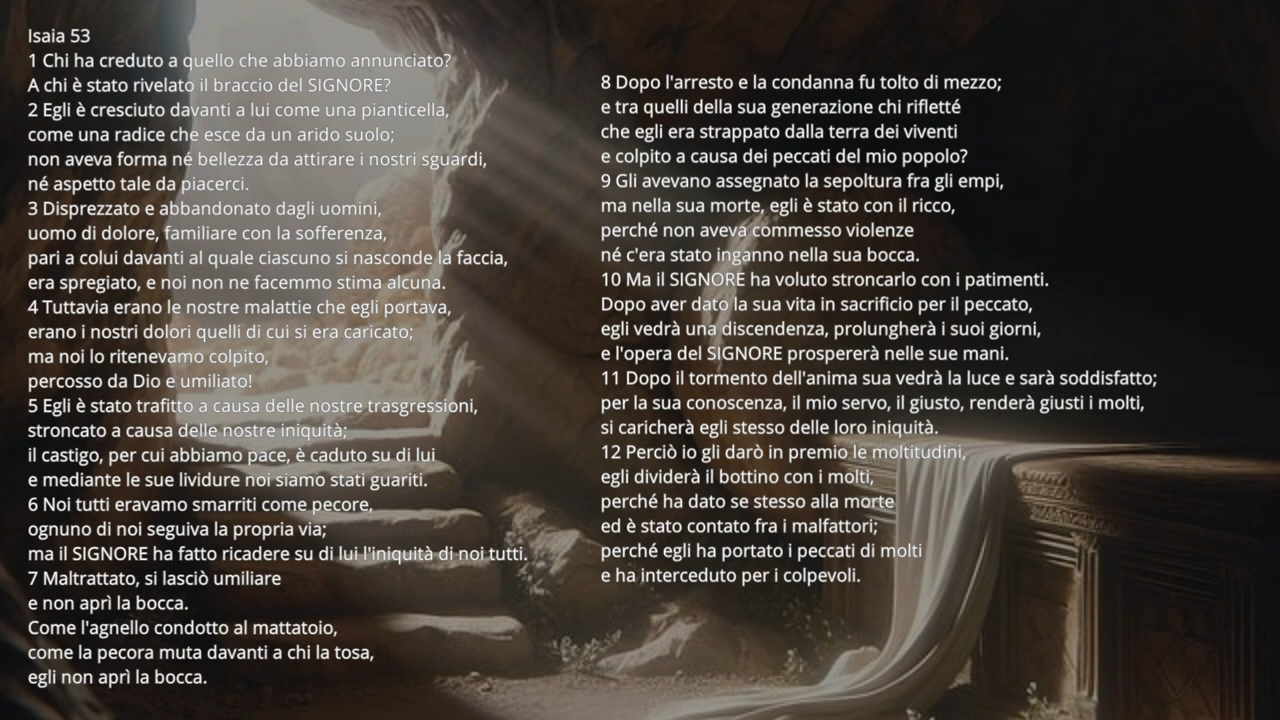 Isaia 53
1 Chi ha creduto a quello che abbiamo annunciato?
A chi è stato rivelato il braccio del SIGNORE?
2 Egli è cresciuto davanti a lui come una pianticella,
come una radice che esce da un arido suolo;
non aveva forma né bellezza da attirare i nostri sguardi,
né aspetto tale da piacerci.
3 Disprezzato e abbandonato dagli uomini,
uomo di dolore, familiare con la sofferenza,
pari a colui davanti al quale ciascuno si nasconde la faccia,
era spregiato, e noi non ne facemmo stima alcuna.
4 Tuttavia erano le nostre malattie che egli portava,
erano i nostri dolori quelli di cui si era caricato;
ma noi lo ritenevamo colpito,
percosso da Dio e umiliato!
5 Egli è stato trafitto a causa delle nostre trasgressioni,
stroncato a causa delle nostre iniquità;
il castigo, per cui abbiamo pace, è caduto su di lui
e mediante le sue lividure noi siamo stati guariti.
6 Noi tutti eravamo smarriti come pecore,
ognuno di noi seguiva la propria via;
ma il SIGNORE ha fatto ricadere su di lui l'iniquità di noi tutti.
7 Maltrattato, si lasciò umiliare
e non aprì la bocca.
Come l'agnello condotto al mattatoio,
come la pecora muta davanti a chi la tosa,
egli non aprì la bocca.
8 Dopo l'arresto e la condanna fu tolto di mezzo;
e tra quelli della sua generazione chi rifletté
che egli era strappato dalla terra dei viventi
e colpito a causa dei peccati del mio popolo?
9 Gli avevano assegnato la sepoltura fra gli empi,
ma nella sua morte, egli è stato con il ricco,
perché non aveva commesso violenze
né c'era stato inganno nella sua bocca.
10 Ma il SIGNORE ha voluto stroncarlo con i patimenti.
Dopo aver dato la sua vita in sacrificio per il peccato,
egli vedrà una discendenza, prolungherà i suoi giorni,
e l'opera del SIGNORE prospererà nelle sue mani.
11 Dopo il tormento dell'anima sua vedrà la luce e sarà soddisfatto;
per la sua conoscenza, il mio servo, il giusto, renderà giusti i molti,
si caricherà egli stesso delle loro iniquità.
12 Perciò io gli darò in premio le moltitudini,
egli dividerà il bottino con i molti,
perché ha dato se stesso alla morte
ed è stato contato fra i malfattori;
perché egli ha portato i peccati di molti
e ha interceduto per i colpevoli.